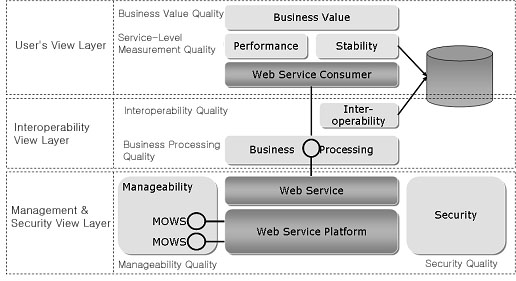 Business Value Quality
Business Value
User's View Layer
Service-Level
Measurement Quality
Performance
Stability
Web Service Consumer
Interoperability
View Layer
Interoperability Quality
Inter-
operability
Business Processing
Quality
Business Processing
Management &
Security View Layer
Manageability
MOWS
MOWS
Web Service
Web Service Platform
Security
Manageability Quality
Security Quality